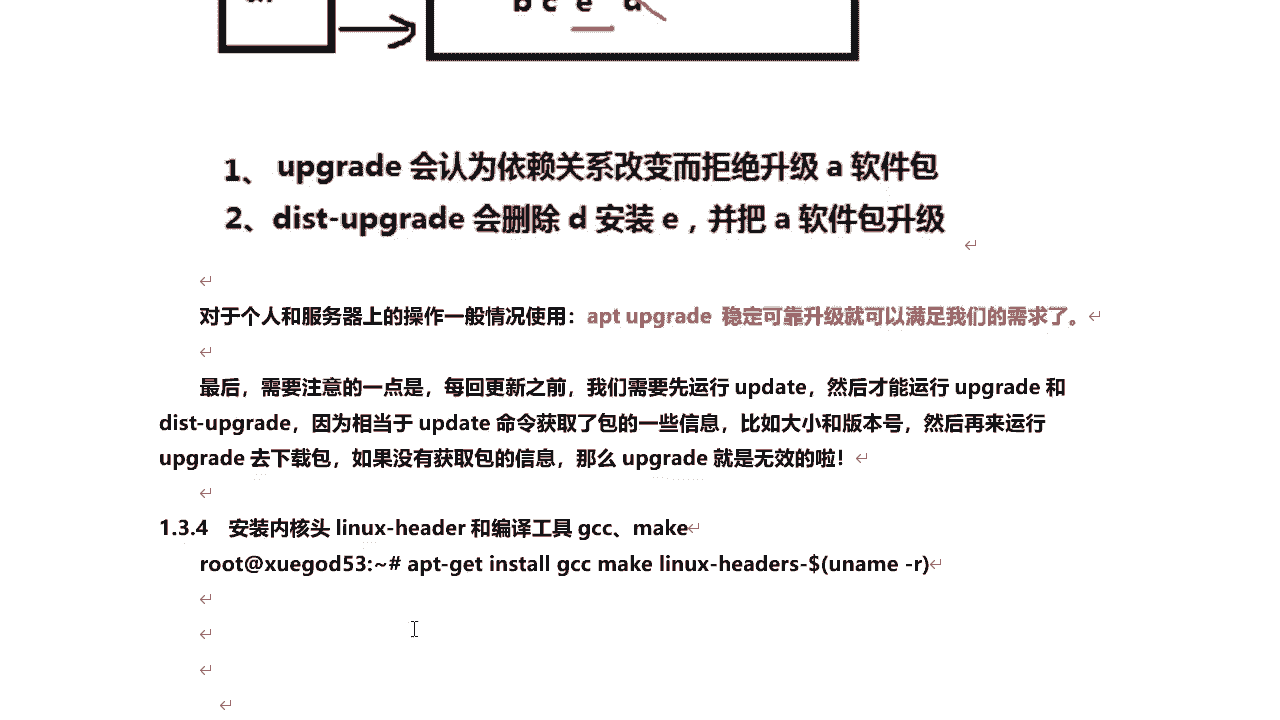 b c e d
1、 upgrade 会认为依赖关系改变而拒绝升级 a 软件包
2、dist-upgrade 会删除 d 安装 e，并把 a 软件包升级
对于个人和服务器上的操作一般情况使用：apt upgrade 稳定可靠升级就可以满足我们的需求了。
最后，需要注意的一点是，每回更新之前，我们需要先运行 update，然后才能运行 upgrade 和
dist-upgrade，因为相当于 update 命令获取了包的一些信息，比如大小和版本号，然后再来运行
upgrade 去下载包，如果没有获取包的信息，那么 upgrade 就是无效的啦！
1.3.4 安装内核头 linux-header 和编译工具 gcc、make
root@xuegod53:~# apt-get install gcc make linux-headers-$(uname -r)